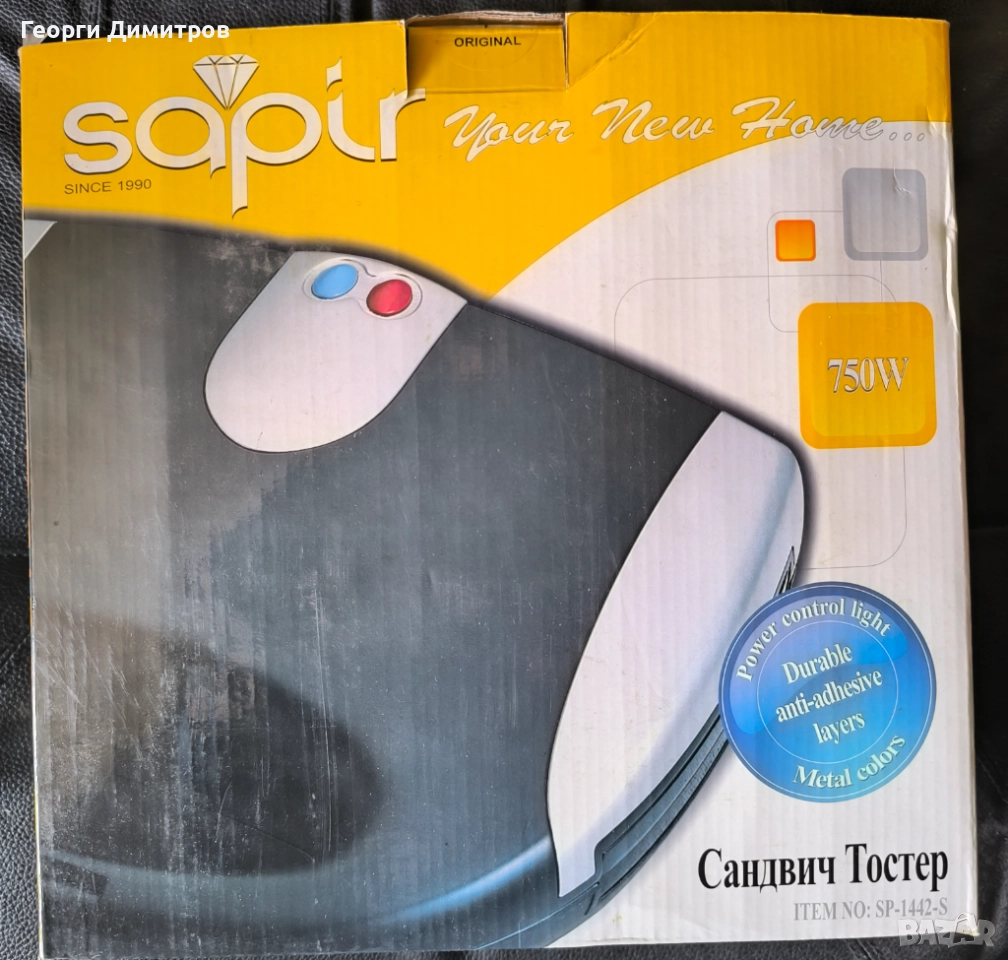 Георги Димитров
ORIGINAL
sapir
Your New Home...
SINCE 1990
750W
Power control light
Durable
anti-adhesive
layers
Metal colors
Сандвич Тостер
ITEM NO: SP-1442-S
BAZAR